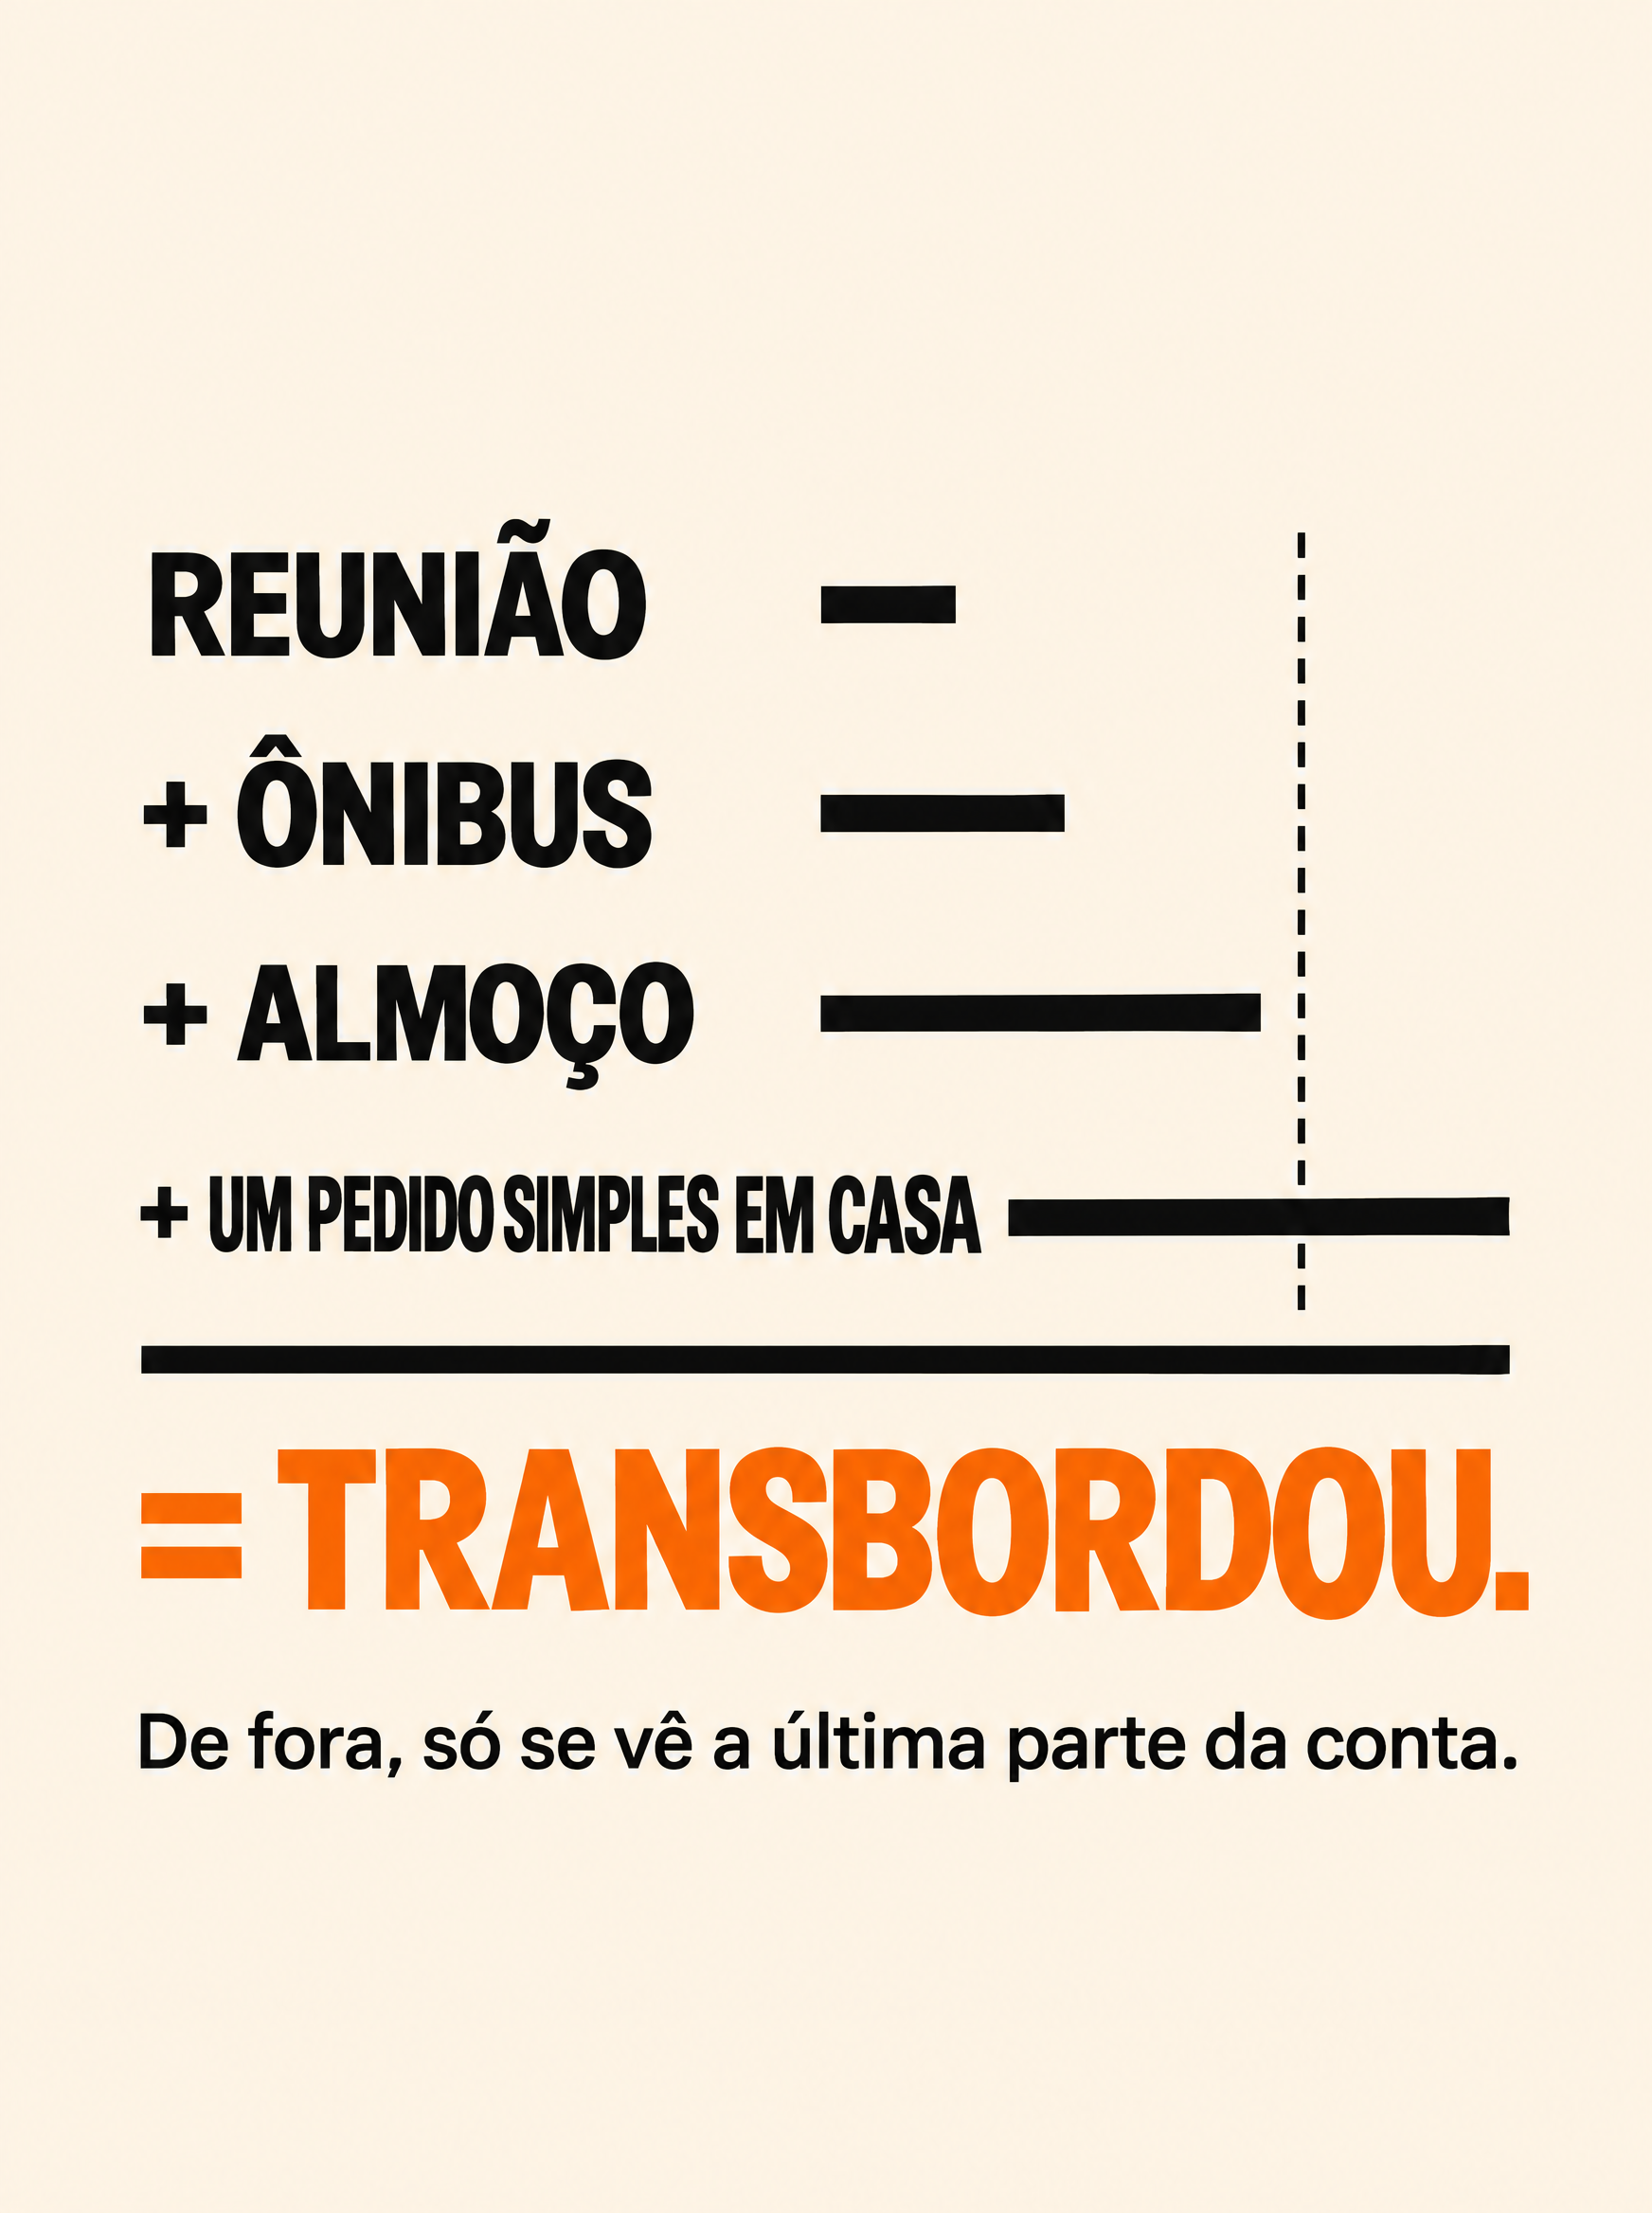 REUNIÃO
+ ÔNIBUS
+ ALMOÇO
+ UM PEDIDO SIMPLES EM CASA
= TRANSBORDOU.
De fora, só se vê a última parte da conta.